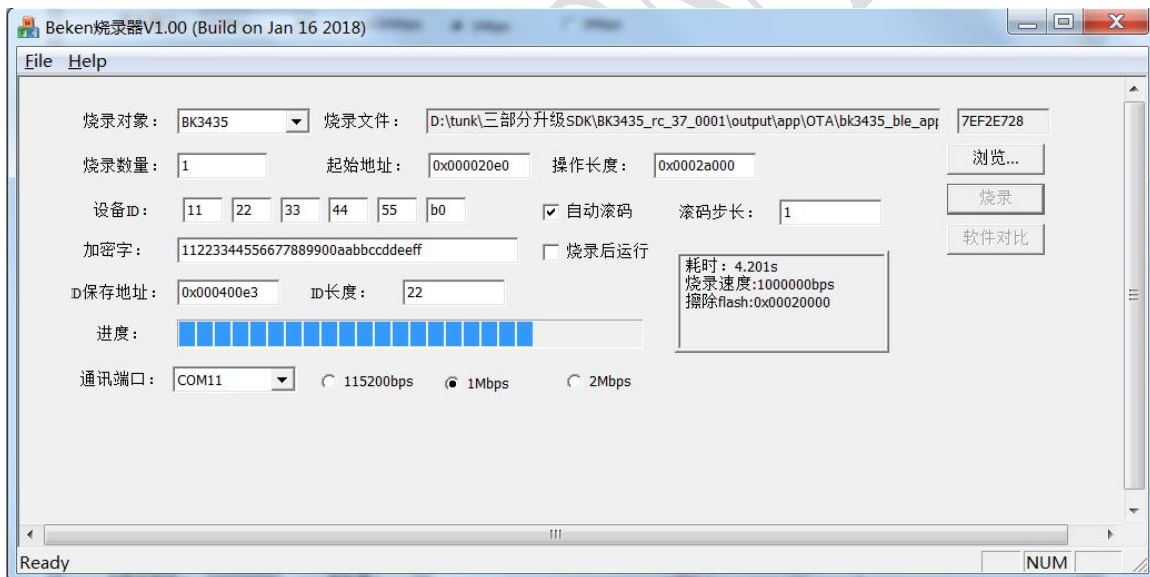 Beken烧录器V1.00 (Build on Jan 16 2018)
File Help
烧录对象： BK3435 烧录文件： D:\tunk\三部分升级SDK\BK3435_rc_37_0001\output\app\OTA\bk3435_ble_app 7EF2E728
烧录数量： 1 起始地址： 0x000020e0 操作长度： 0x0002a000 浏览...
设备ID： 11 22 33 44 55 b0 自动滚码 滚码步长： 1 烧录
加密字： 11223344556677889900aabbccddeeff 烧录后运行 软件对比
耗时：4.201s
烧录速度:1000000bps
擦除flash:0x00020000
ID保存地址： 0x000400e3 ID长度： 22
进度：
通讯端口： COM11 115200bps 1Mbps 2Mbps
Ready NUM